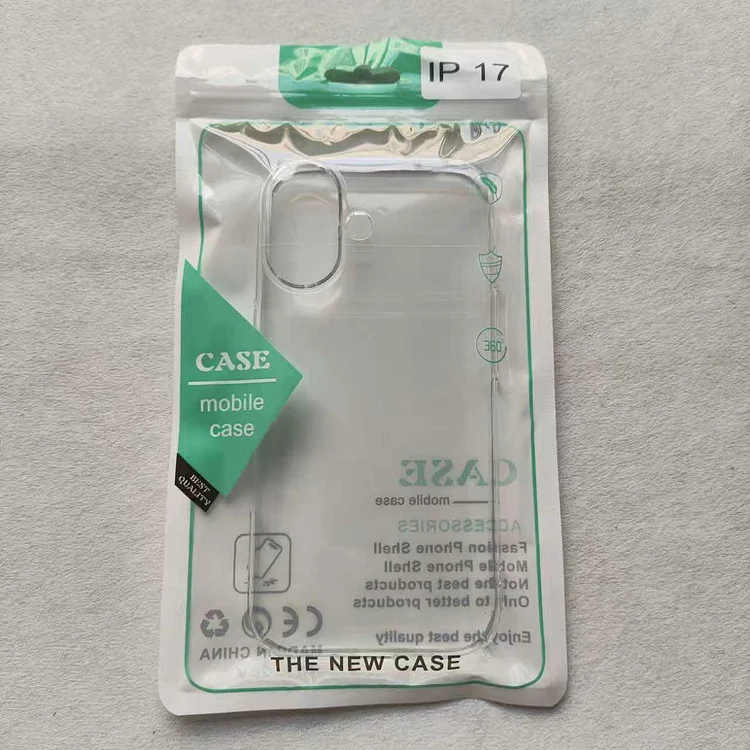 IP 17
360
CASE
mobile
case
BEST
QUALITY
CASE
mobile case
ACCESSORIES
Fashion Phone Shell
Mobile Phone Shell
Not the best products
Only to better products
Enjoy the best quality
CE
MADE IN CHINA
THE NEW CASE